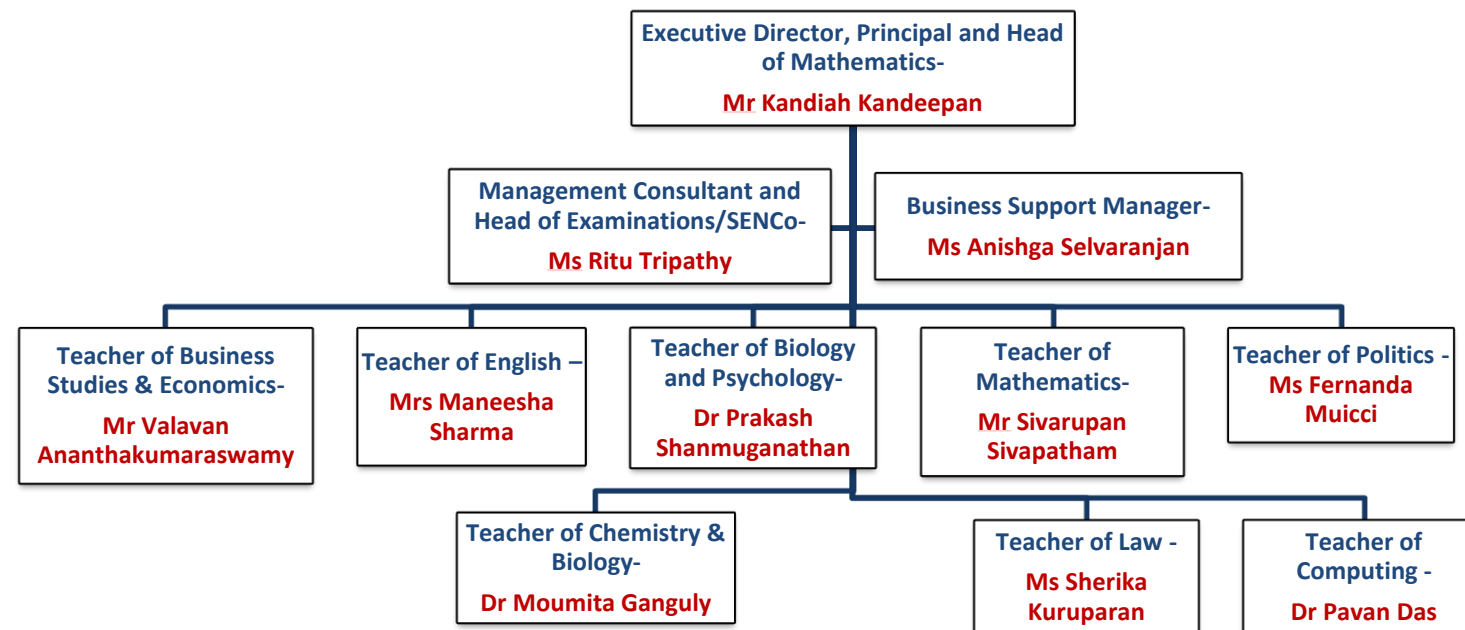 Executive Director, Principal and Head
of Mathematics-
Mr Kandiah Kandeepan
Management Consultant and
Head of Examinations/SENCo-
Ms Ritu Tripathy
Business Support Manager-
Ms Anishga Selvaranjan
Teacher of Business
Studies & Economics-
Mr Valavan
Ananthakumaraswamy
Teacher of English –
Mrs Maneesha
Sharma
Teacher of Biology
and Psychology-
Dr Prakash
Shanmuganathan
Teacher of
Mathematics-
Mr Sivarupan
Sivapatham
Teacher of Politics -
Ms Fernanda
Muicci
Teacher of Chemistry &
Biology-
Dr Moumita Ganguly
Teacher of Law -
Ms Sherika
Kuruparan
Teacher of
Computing -
Dr Pavan Das